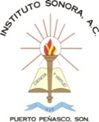 INSTITUTO SONORA, A.C.
PUERTO PEÑASCO, SON.